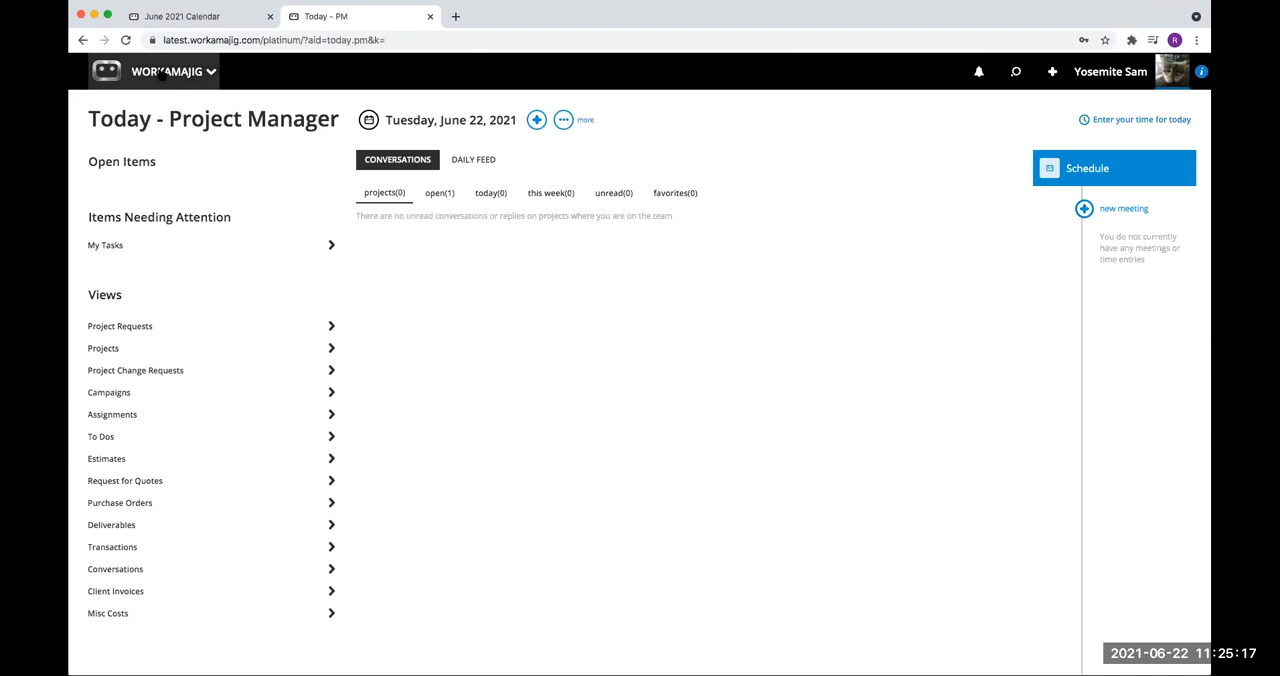 June 2021 Calendar
Today - PM
latest.workamajig.com/platinum/?aid=today.pm&k=
R
WORKAMAJIG
Yosemite Sam
i
Today - Project Manager
Tuesday, June 22, 2021
more
Enter your time for today
Open Items
CONVERSATIONS
DAILY FEED
Schedule
projects(0)
open(1)
today(0)
this week(0)
unread(0)
favorites(0)
There are no unread conversations or replies on projects where you are on the team
new meeting
You do not currently
have any meetings or
time entries
Items Needing Attention
My Tasks
Views
Project Requests
Projects
Project Change Requests
Campaigns
Assignments
To Dos
Estimates
Request for Quotes
Purchase Orders
Deliverables
Transactions
Conversations
Client Invoices
Misc Costs
2021-06-22 11:25:17